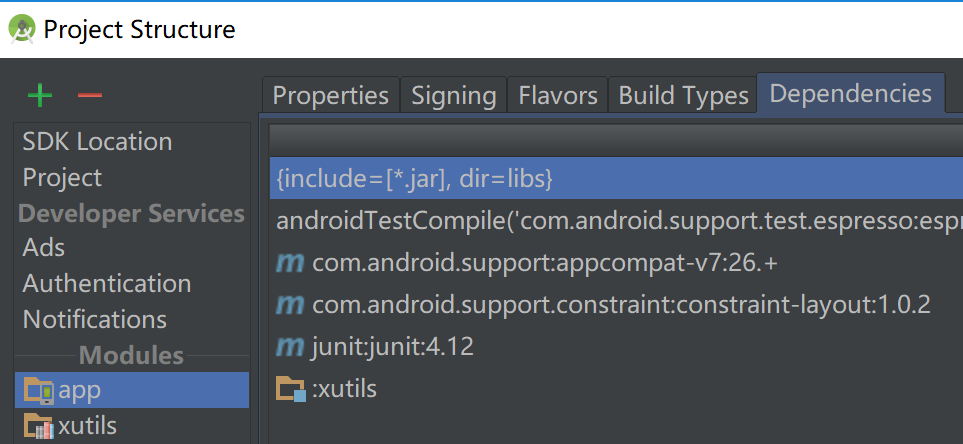 Project Structure
Properties Signing Flavors Build Types Dependencies
SDK Location
Project
Developer Services
Ads
Authentication
Notifications
Modules
app
xutils
{include=[*.jar], dir=libs}
androidTestCompile('com.android.support.test.espresso:espr
m com.android.support:appcompat-v7:26.+
m com.android.support.constraint:constraint-layout:1.0.2
m junit:junit:4.12
:xutils